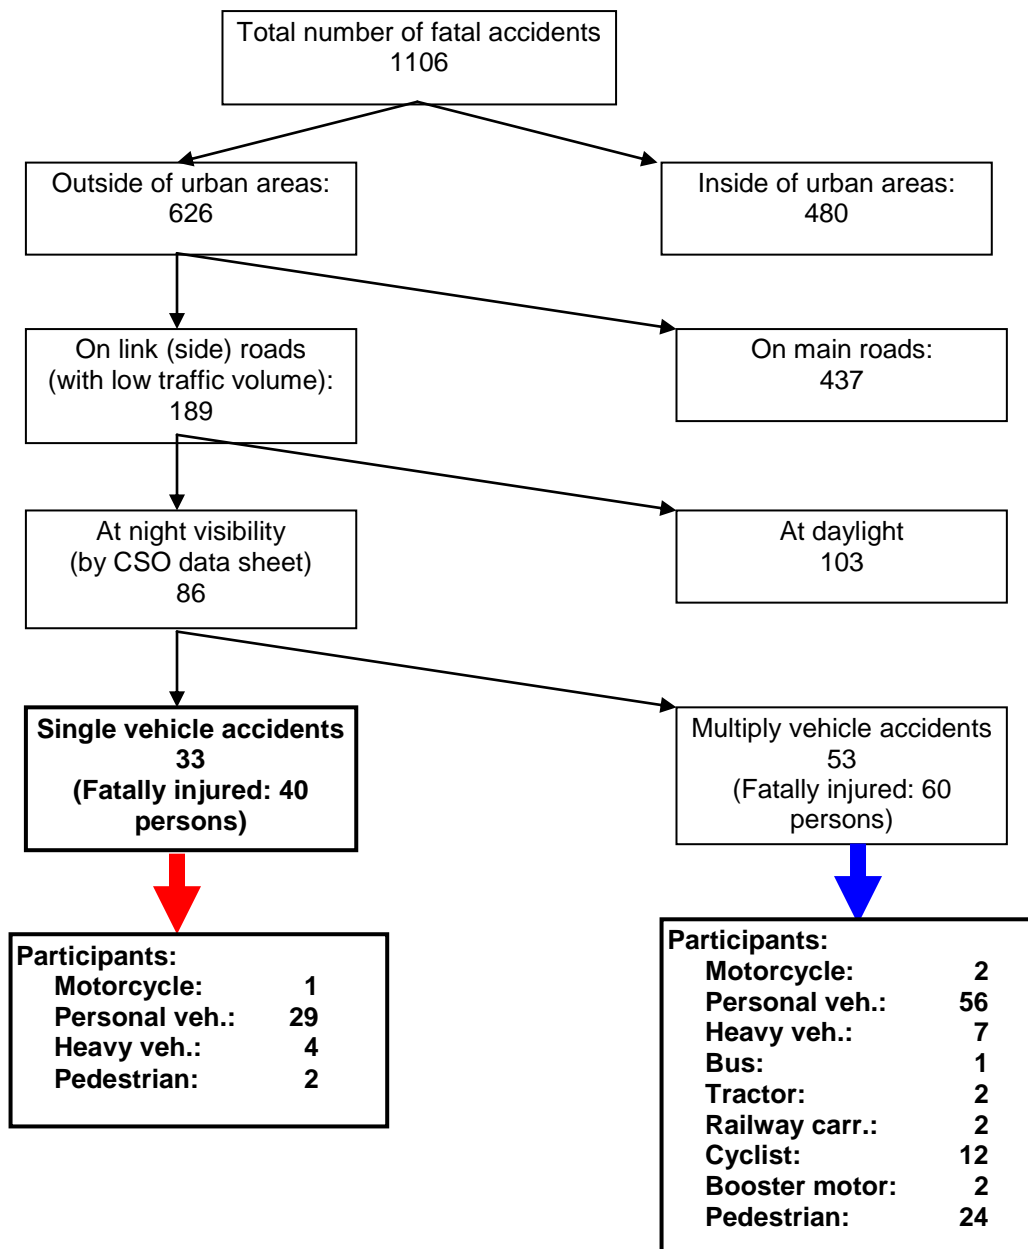 Total number of fatal accidents
1106
Outside of urban areas:
626
Inside of urban areas:
480
On link (side) roads
(with low traffic volume):
189
On main roads:
437
At night visibility
(by CSO data sheet)
86
At daylight
103
Single vehicle accidents
33
(Fatally injured: 40
persons)
Multiply vehicle accidents
53
(Fatally injured: 60
persons)
Participants:
Motorcycle: 1
Personal veh.: 29
Heavy veh.: 4
Pedestrian: 2
Participants:
Motorcycle: 2
Personal veh.: 56
Heavy veh.: 7
Bus: 1
Tractor: 2
Railway carr.: 2
Cyclist: 12
Booster motor: 2
Pedestrian: 24